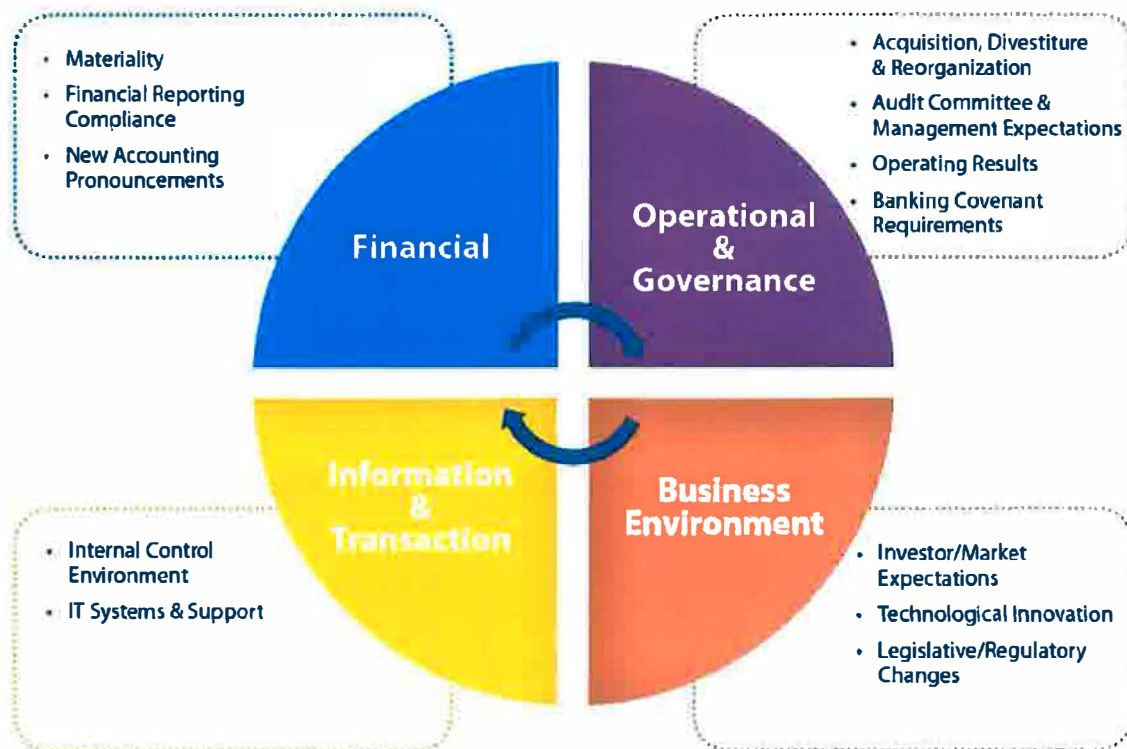 • Materiality
• Financial Reporting
Compliance
• New Accounting
Pronouncements
Financial
• Acquisition, Divestiture
& Reorganization
• Audit Committee &
Management Expectations
• Operating Results
• Banking Covenant
Requirements
Operational
&
Governance
Information
&
Transaction
• Internal Control
Environment
• IT Systems & Support
Business
Environment
• Investor/Market
Expectations
• Technological Innovation
• Legislative/Regulatory
Changes